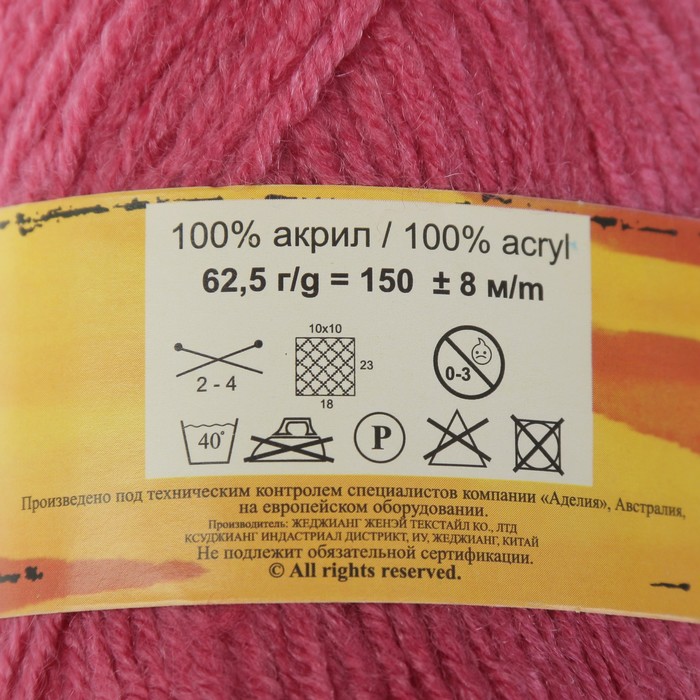 100% акрил / 100% acryl
62,5 г/g = 150 ± 8 м/m
10x10
23
18
2 - 4
0-3
40°
P
Произведено под техническим контролем специалистов компании «Аделия», Австралия,
на европейском оборудовании.
Производитель: ЖЕДЖИАНГ ЖЕНЭЙ ТЕКСТАЙЛ КО., ЛТД
КСУДЖИАНГ ИНДАСТРИАЛ ДИСТРИКТ, ИУ, ЖЕДЖИАНГ, КИТАЙ
Не подлежит обязательной сертификации.
© All rights reserved.